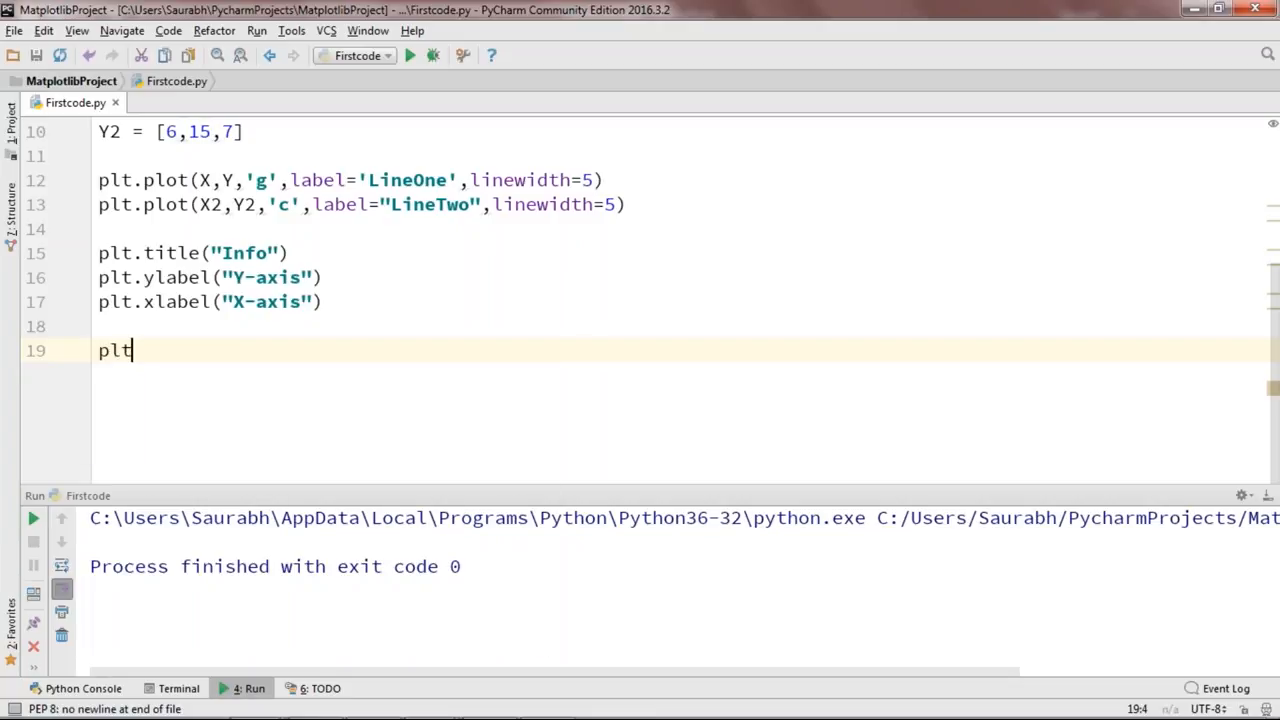 MatplotlibProject - [C:\Users\Saurabh\PycharmProjects\MatplotlibProject] - ...\Firstcode.py - PyCharm Community Edition 2016.3.2
File Edit View Navigate Code Refactor Run Tools VCS Window Help
Firstcode
MatplotlibProject Firstcode.py
Firstcode.py
1: Project
Z: Structure
2: Favorites
10 Y2 = [6,15,7]
11
12 plt.plot(X,Y,'g',label='LineOne',linewidth=5)
13 plt.plot(X2,Y2,'c',label="LineTwo",linewidth=5)
14
15 plt.title("Info")
16 plt.ylabel("Y-axis")
17 plt.xlabel("X-axis")
18
19 plt
Run Firstcode
C:\Users\Saurabh\AppData\Local\Programs\Python\Python36-32\python.exe C:/Users/Saurabh/PycharmProjects/Mat
Process finished with exit code 0
Python Console Terminal 4: Run 6: TODO Event Log
PEP 8: no newline at end of file 19:4 n/a UTF-8